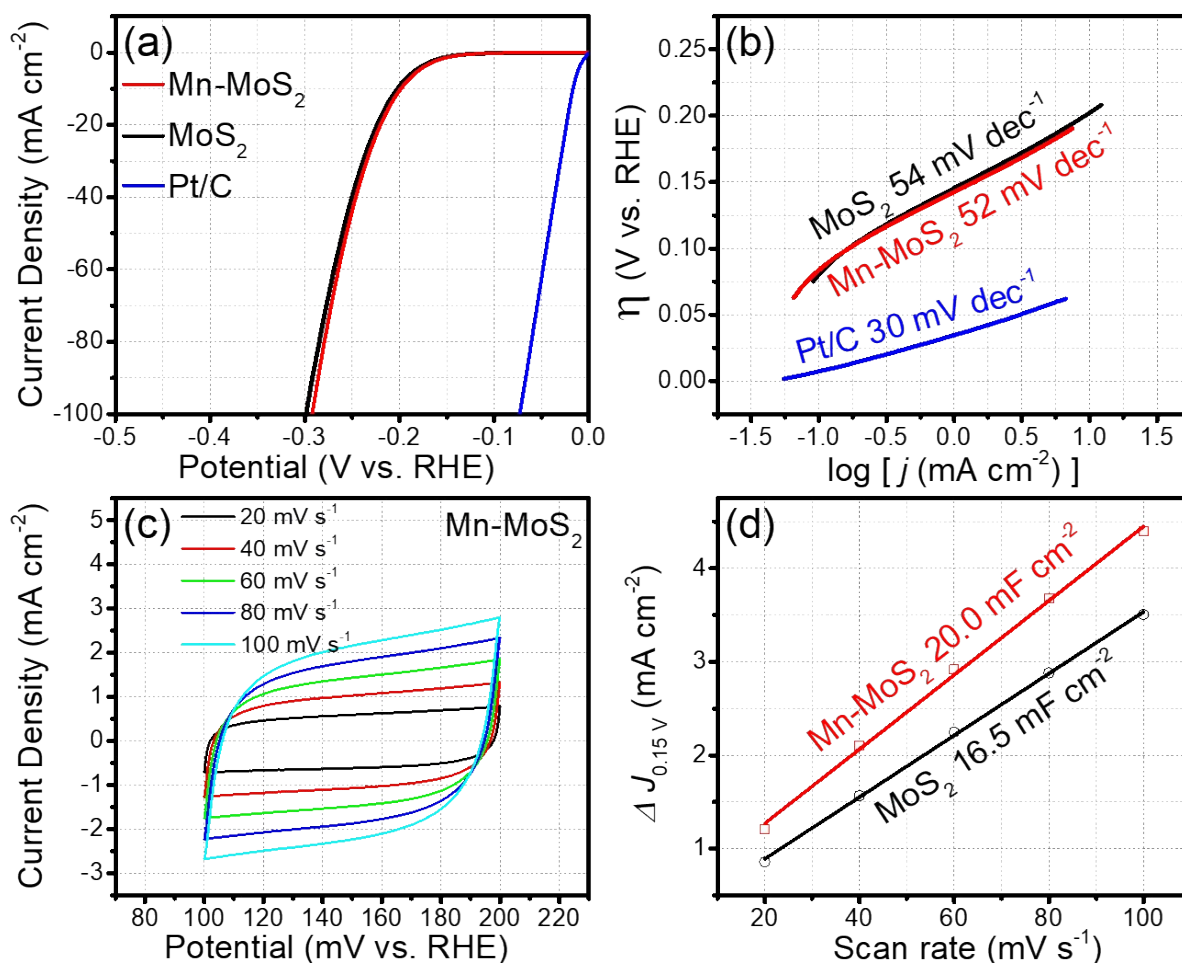 (a)
Mn-MoS₂
MoS₂
Pt/C
0
-20
-40
-60
-80
-100
Current Density (mA cm⁻²)
-0.5 -0.4 -0.3 -0.2 -0.1 0.0
Potential (V vs. RHE)
(b)
0.25
0.20
0.15
0.10
0.05
0.00
η (V vs. RHE)
MoS₂ 54 mV dec⁻¹
Mn-MoS₂ 52 mV dec⁻¹
Pt/C 30 mV dec⁻¹
-1.5 -1.0 -0.5 0.0 0.5 1.0 1.5
log [ j (mA cm⁻²) ]
(c)
20 mV s⁻¹
40 mV s⁻¹
60 mV s⁻¹
80 mV s⁻¹
100 mV s⁻¹
Mn-MoS₂
5
4
3
2
1
0
-1
-2
-3
Current Density (mA cm⁻²)
80 100 120 140 160 180 200 220
Potential (mV vs. RHE)
(d)
4
3
2
1
Δ J₀.₁₅ ᵥ (mA cm⁻²)
Mn-MoS₂ 20.0 mF cm⁻²
MoS₂ 16.5 mF cm⁻²
20 40 60 80 100
Scan rate (mV s⁻¹)